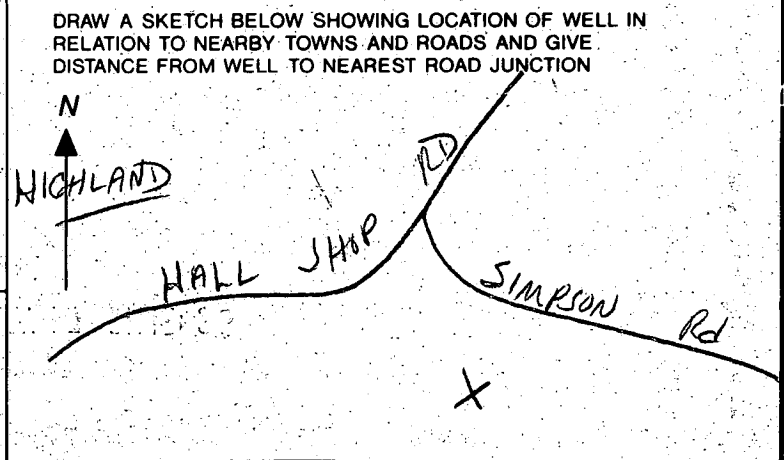 DRAW A SKETCH BELOW SHOWING LOCATION OF WELL IN
RELATION TO NEARBY TOWNS AND ROADS AND GIVE
DISTANCE FROM WELL TO NEAREST ROAD JUNCTION
N
HIGHLAND
HALL SHOP RD
SIMPSON Rd
X